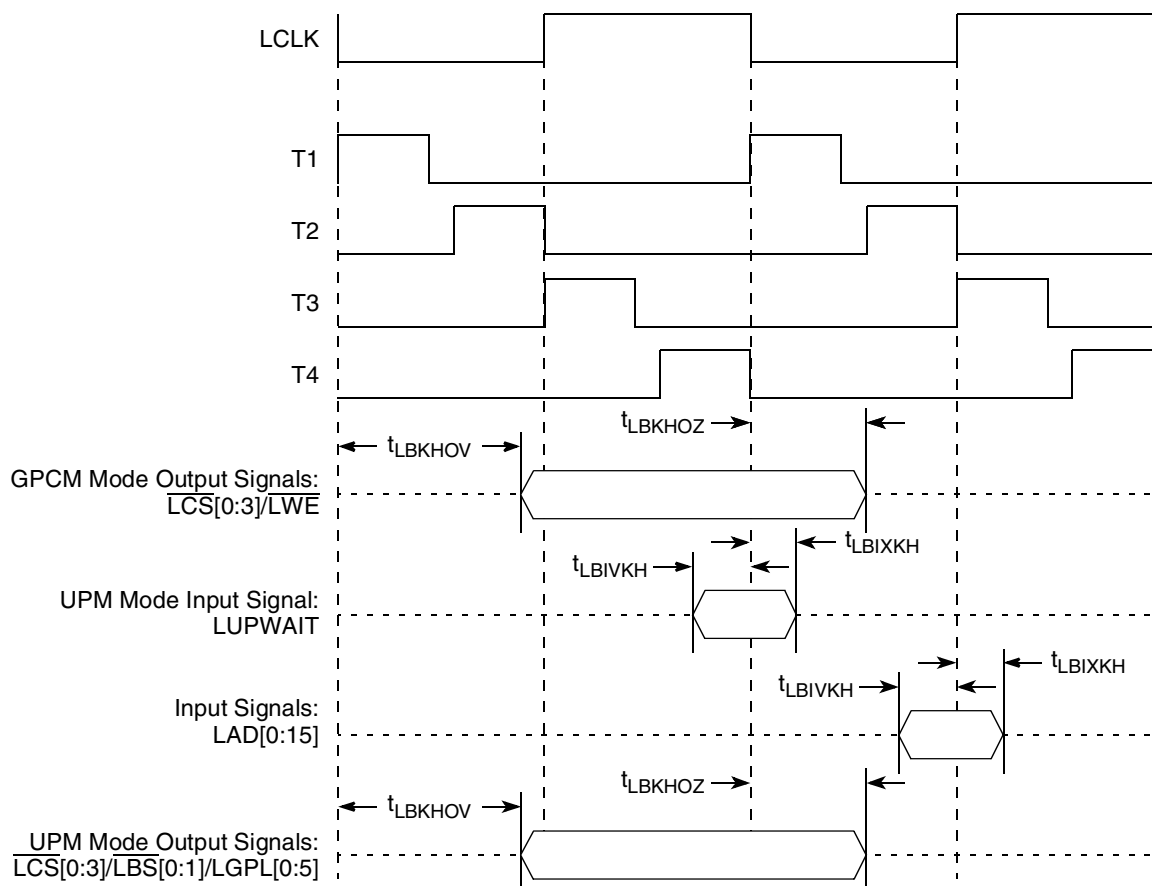 LCLK
T1
T2
T3
T4
tLBKHOZ
tLBKHOV
GPCM Mode Output Signals:
LCS[0:3]/LWE
tLBIXKH
tLBIVKH
UPM Mode Input Signal:
LUPWAIT
tLBIXKH
tLBIVKH
Input Signals:
LAD[0:15]
tLBKHOZ
tLBKHOV
UPM Mode Output Signals:
LCS[0:3]/LBS[0:1]/LGPL[0:5]